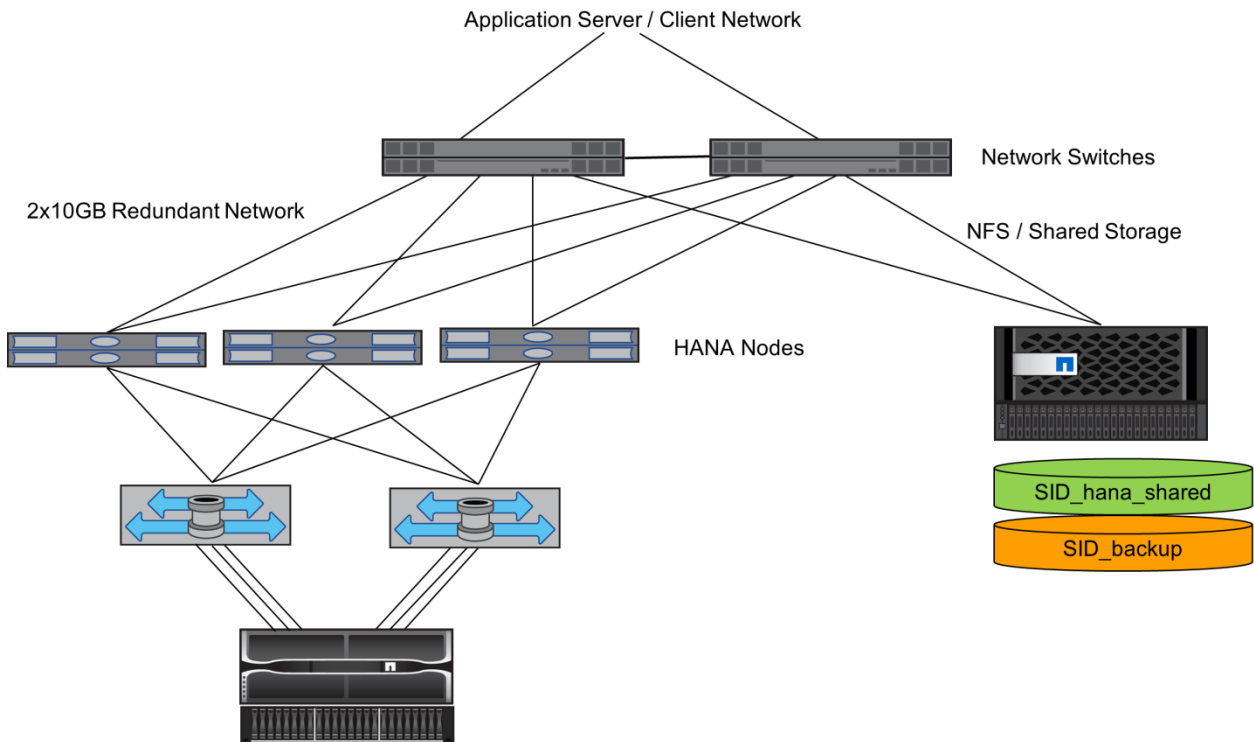 Application Server / Client Network
Network Switches
2x10GB Redundant Network
NFS / Shared Storage
HANA Nodes
SID_hana_shared
SID_backup